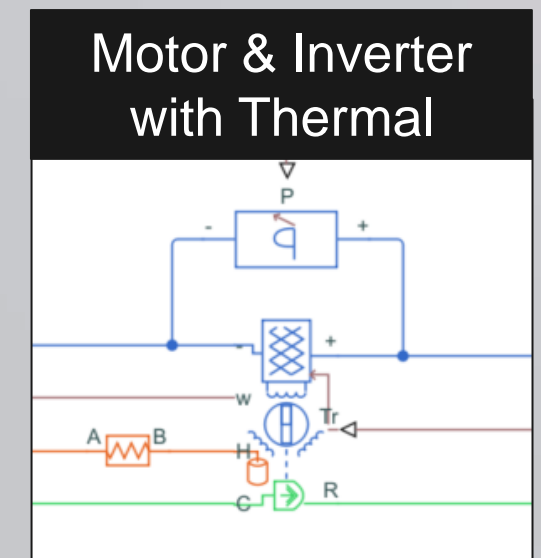 Motor & Inverter
with Thermal
P
- +
- +
w
Tr
A B H
C R